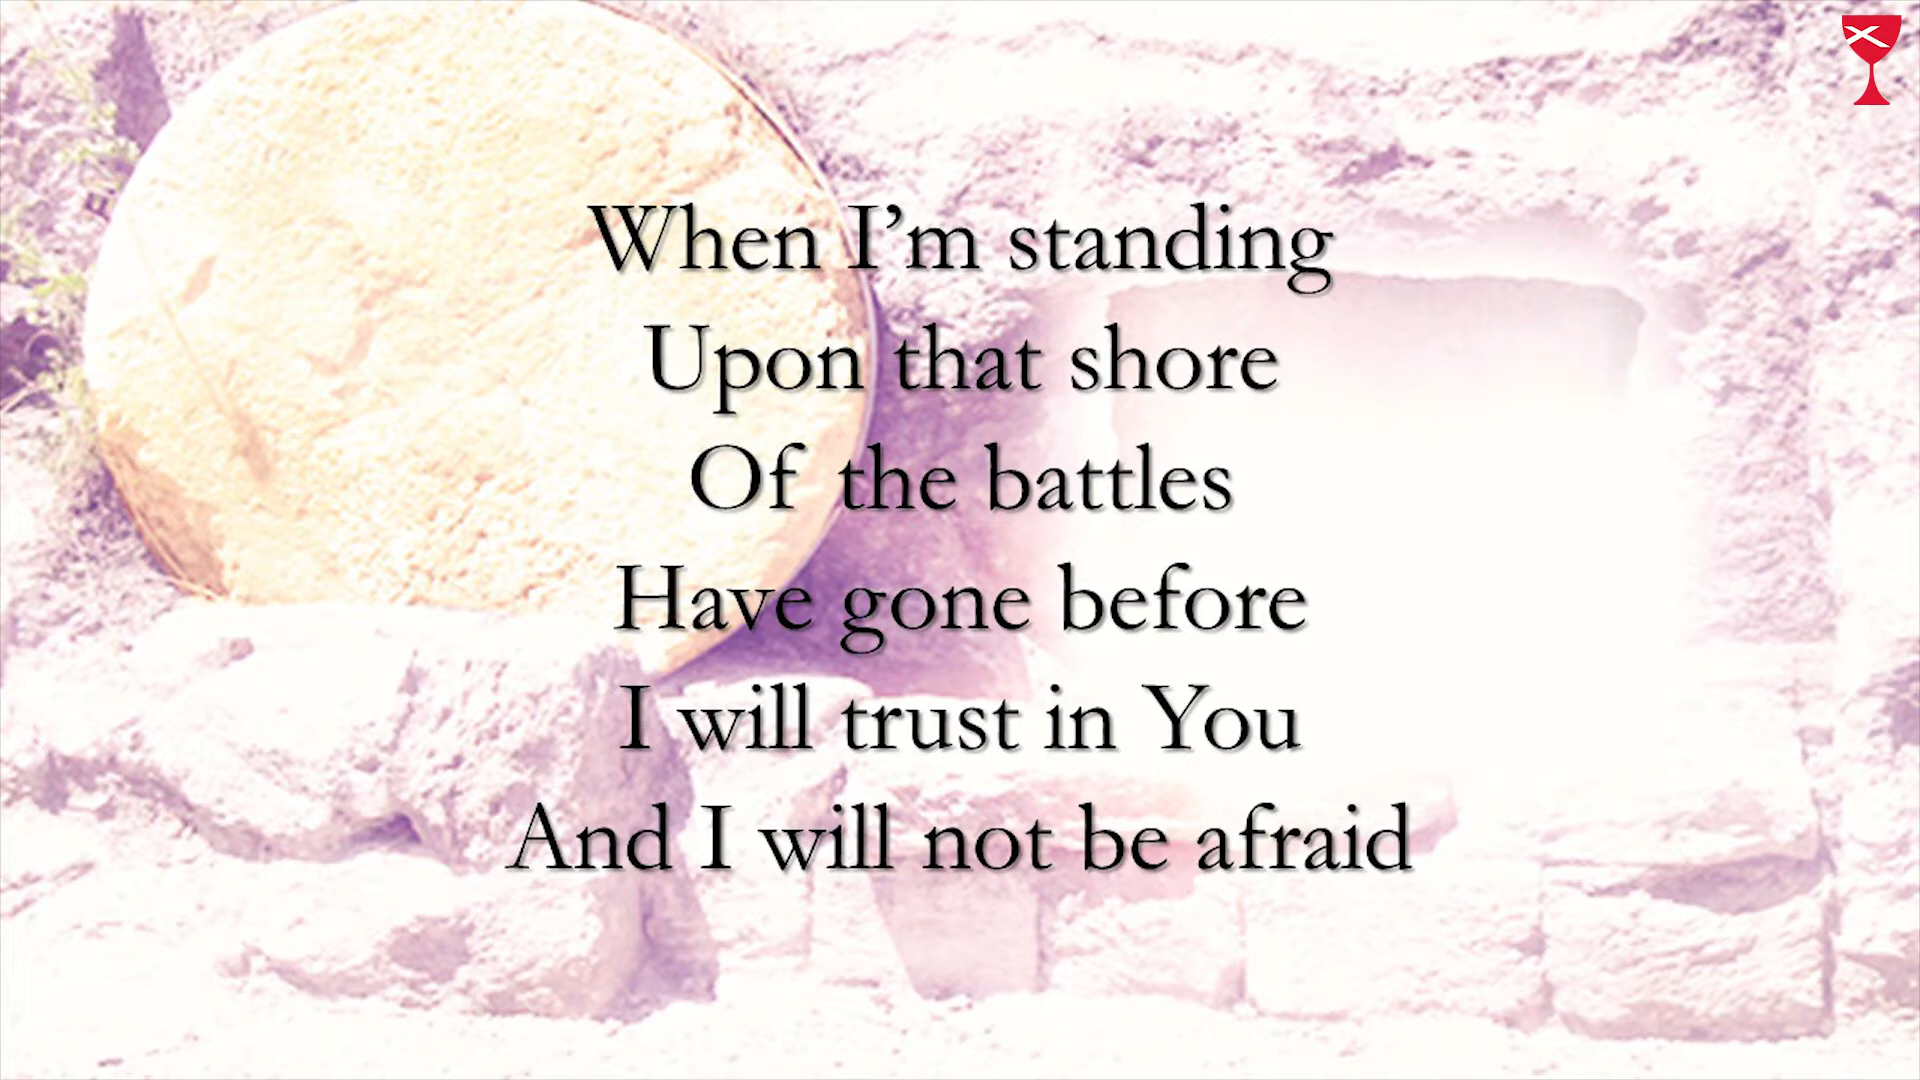 When I’m standing
Upon that shore
Of the battles
Have gone before
I will trust in You
And I will not be afraid